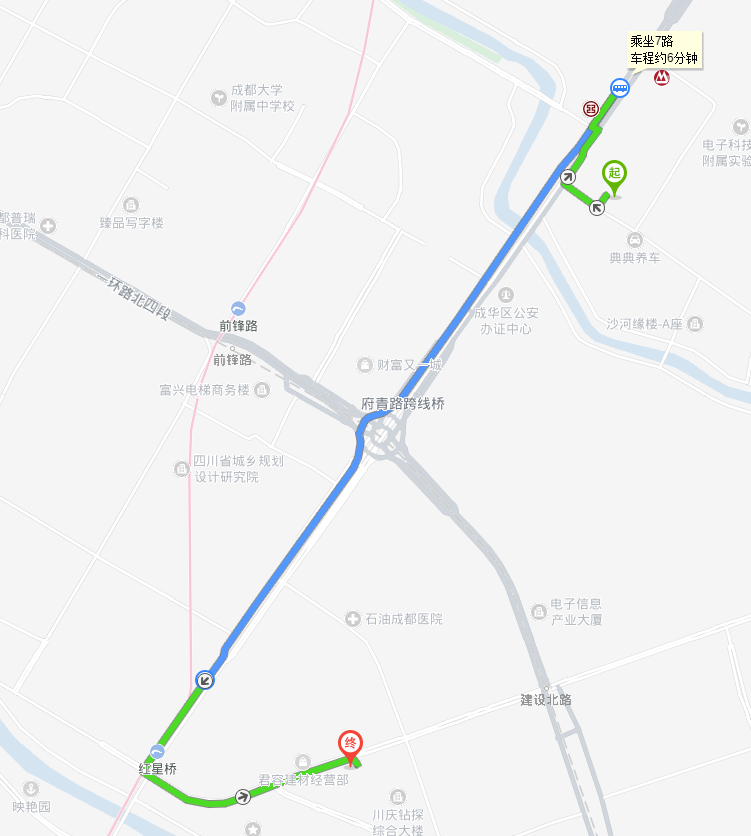 乘坐7路
车程约6分钟
成都大学
附属中学校
电子科技
附属实验
起
都普瑞
科医院
臻品写字楼
典典养车
环路北四段
成华区公安
办证中心
沙河缘楼-A座
前锋路
前锋路
财富又一城
富兴电梯商务楼
府青路跨线桥
四川省城乡规划
设计研究院
电子信息
产业大厦
石油成都医院
建设北路
终
红星桥
君容建材经营部
映艳园
川庆钻探
综合大楼